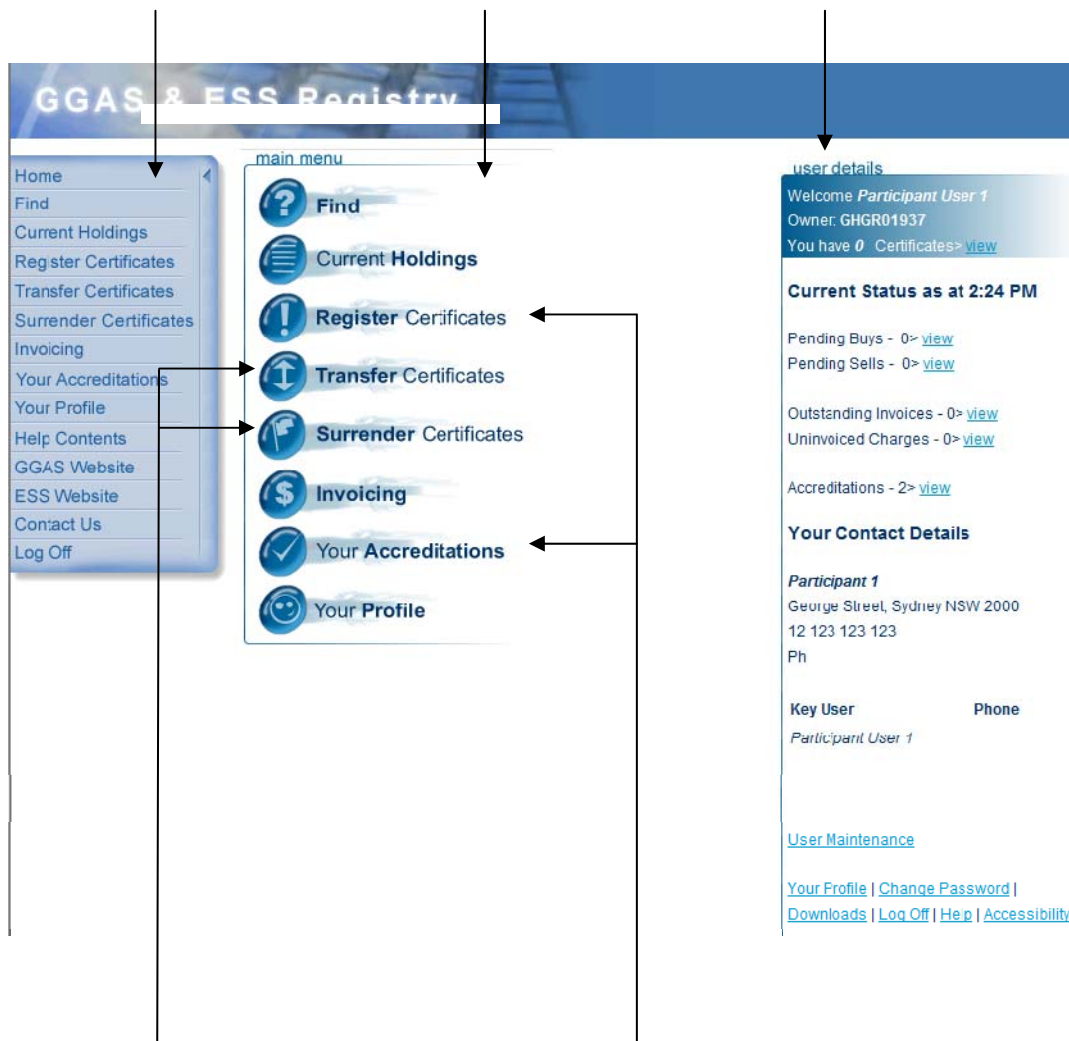 GGAS & ESS Registry
Home
Find
Current Holdings
Register Certificates
Transfer Certificates
Surrender Certificates
Invoicing
Your Accreditations
Your Profile
Help Contents
GGAS Website
ESS Website
Contact Us
Log Off
main menu
Find
Current Holdings
Register Certificates
Transfer Certificates
Surrender Certificates
Invoicing
Your Accreditations
Your Profile
user details
Welcome Participant User 1
Owner: GHGR01937
You have 0 Certificates> view
Current Status as at 2:24 PM
Pending Buys - 0> view
Pending Sells - 0> view
Outstanding Invoices - 0> view
Uninvoiced Charges - 0> view
Accreditations - 2> view
Your Contact Details
Participant 1
George Street, Sydney NSW 2000
12 123 123 123
Ph
Key User Phone
Participant User 1
User Maintenance
Your Profile | Change Password |
Downloads | Log Off | Help | Accessibility